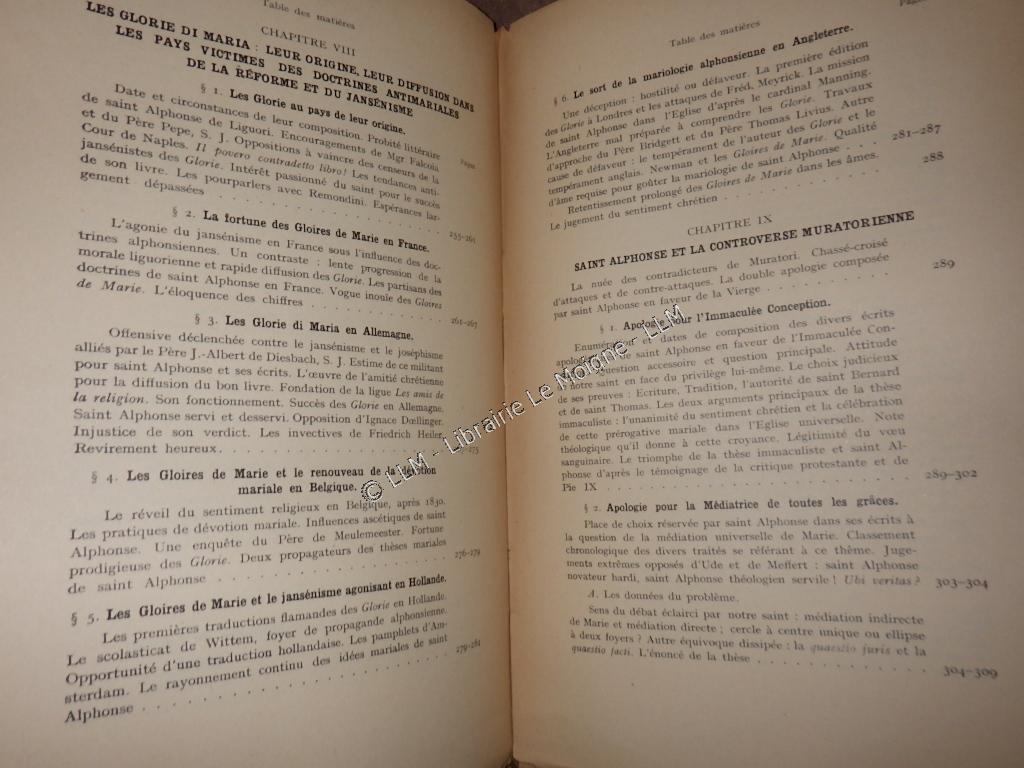 Table des matières
CHAPITRE VIII
LES GLORIE DI MARIA : LEUR ORIGINE, LEUR DIFFUSION DANS
LES PAYS VICTIMES DES DOCTRINES ANTIMARIALES
DE LA RÉFORME ET DU JANSÉNISME
Pages
§ 1. Les Glorie au pays de leur origine.
Date et circonstances de leur composition. Probité littéraire
de saint Alphonse de Liguori. Encouragements de Mgr Falcoia
et du Père Pepe, S. J. Oppositions à vaincre des censeurs de la
Cour de Naples. Il povero contradetto libro! Les tendances anti-
jansénistes des Glorie. Intérêt passionné du saint pour le succès
de son livre. Les pourparlers avec Remondini. Espérances lar-
gement dépassées . . . . . . . . . . 255-261
§ 2. La fortune des Gloires de Marie en France.
L'agonie du jansénisme en France sous l'influence des doc-
trines alphonsiennes. Un contraste : lente progression de la
morale liguorienne et rapide diffusion des Glorie. Les partisans des
doctrines de saint Alphonse en France. Vogue inouïe des Gloires
de Marie. L'éloquence des chiffres . . . . . . . 261-267
§ 3. Les Glorie di Maria en Allemagne.
Offensive déclenchée contre le jansénisme et le joséphisme
alliés par le Père J.-Albert de Diesbach, S. J. Estime de ce militant
pour saint Alphonse et ses écrits. L'œuvre de l'amitié chrétienne
pour la diffusion du bon livre. Fondation de la ligue Les amis de
la religion. Son fonctionnement. Succès des Glorie en Allemagne.
Saint Alphonse servi et desservi. Opposition d'Ignace Dœllinger.
Injustice de son verdict. Les invectives de Friedrich Heiler.
Revirement heureux. . . . . . . . . -275
§ 4. Les Gloires de Marie et le renouveau de la dévotion
mariale en Belgique.
Le réveil du sentiment religieux en Belgique, après 1830.
Les pratiques de dévotion mariale. Influences ascétiques de saint
Alphonse. Une enquête du Père de Meulemeester. Fortune
prodigieuse des Glorie. Deux propagateurs des thèses mariales
de saint Alphonse . . . . . . . . . 276-279
§ 5. Les Gloires de Marie et le jansénisme agonisant en Hollande.
Les premières traductions flamandes des Glorie en Hollande.
Le scolasticat de Wittem, foyer de propagande alphonsienne.
Opportunité d'une traduction hollandaise. Les pamphlets d'Am-
sterdam. Le rayonnement continu des idées mariales de saint
Alphonse . . . . . . . . . . . 279-281
Table des matières
§ 6. Le sort de la mariologie alphonsienne en Angleterre.
Une déception : hostilité ou défaveur. La première édition
des Glorie à Londres et les attaques de Fréd. Meyrick. La mission
de saint Alphonse dans l'Eglise d'après le cardinal Manning.
L'Angleterre mal préparée à comprendre les Glorie. Travaux
d'approche du Père Bridgett et du Père Thomas Livius. Autre
cause de défaveur : le tempérament de l'auteur des Glorie et le
tempérament anglais. Newman et les Gloires de Marie. Qualité
d'âme requise pour goûter la mariologie de saint Alphonse . . . 281-287
Retentissement prolongé des Gloires de Marie dans les âmes.
Le jugement du sentiment chrétien . . . . . . . 288
CHAPITRE IX
SAINT ALPHONSE ET LA CONTROVERSE MURATORIENNE
La nuée des contradicteurs de Muratori. Chassé-croisé
d'attaques et de contre-attaques. La double apologie composée
par saint Alphonse en faveur de la Vierge . . . . . . 289
§ 1. Apologie pour l'Immaculée Conception.
Enumération et dates de composition des divers écrits
apologétiques de saint Alphonse en faveur de l'Immaculée Con-
ception. Question accessoire et question principale. Attitude
de notre saint en face du privilège lui-même. Le choix judicieux
de ses preuves : Ecriture, Tradition, l'autorité de saint Bernard
et de saint Thomas. Les deux arguments principaux de la thèse
immaculiste : l'unanimité du sentiment chrétien et la célébration
de cette prérogative mariale dans l'Eglise universelle. Note
théologique qu'il donne à cette croyance. Légitimité du vœu
sanguinaire. Le triomphe de la thèse immaculiste et saint Al-
phonse d'après le témoignage de la critique protestante et de
Pie IX . . . . . . . . . . . 289-302
§ 2. Apologie pour la Médiatrice de toutes les grâces.
Place de choix réservée par saint Alphonse dans ses écrits à
la question de la médiation universelle de Marie. Classement
chronologique des divers traités se référant à ce thème. Juge-
ments extrêmes opposés d'Ude et de Meffert : saint Alphonse
novateur hardi, saint Alphonse théologien servile! Ubi veritas? 303-304
A. Les données du problème.
Sens du débat éclairci par notre saint : médiation indirecte
de Marie et médiation directe ; cercle à centre unique ou ellipse
à deux foyers? Autre équivoque dissipée : la quaestio juris et la
quaestio facti. L'énoncé de la thèse . . . . . . . 304-309
© LLM - Librairie Le Moigne - LLM